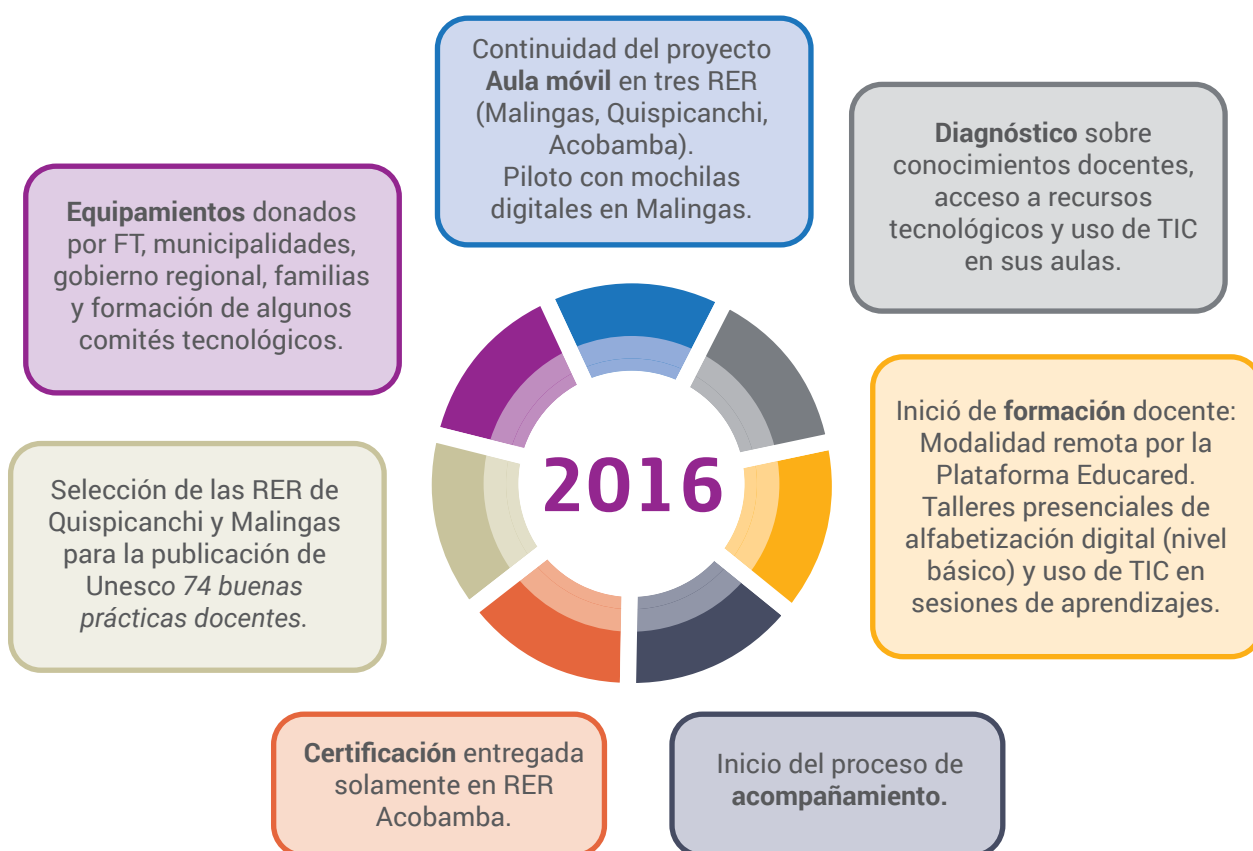 Continuidad del proyecto
Aula móvil en tres RER
(Malingas, Quispicanchi,
Acobamba).
Piloto con mochilas
digitales en Malingas.
Diagnóstico sobre
conocimientos docentes,
acceso a recursos
tecnológicos y uso de TIC
en sus aulas.
Inició de formación docente:
Modalidad remota por la
Plataforma Educared.
Talleres presenciales de
alfabetización digital (nivel
básico) y uso de TIC en
sesiones de aprendizajes.
Inicio del proceso de
acompañamiento.
Certificación entregada
solamente en RER
Acobamba.
Selección de las RER de
Quispicanchi y Malingas
para la publicación de
Unesco 74 buenas
prácticas docentes.
Equipamientos donados
por FT, municipalidades,
gobierno regional, familias
y formación de algunos
comités tecnológicos.
2016